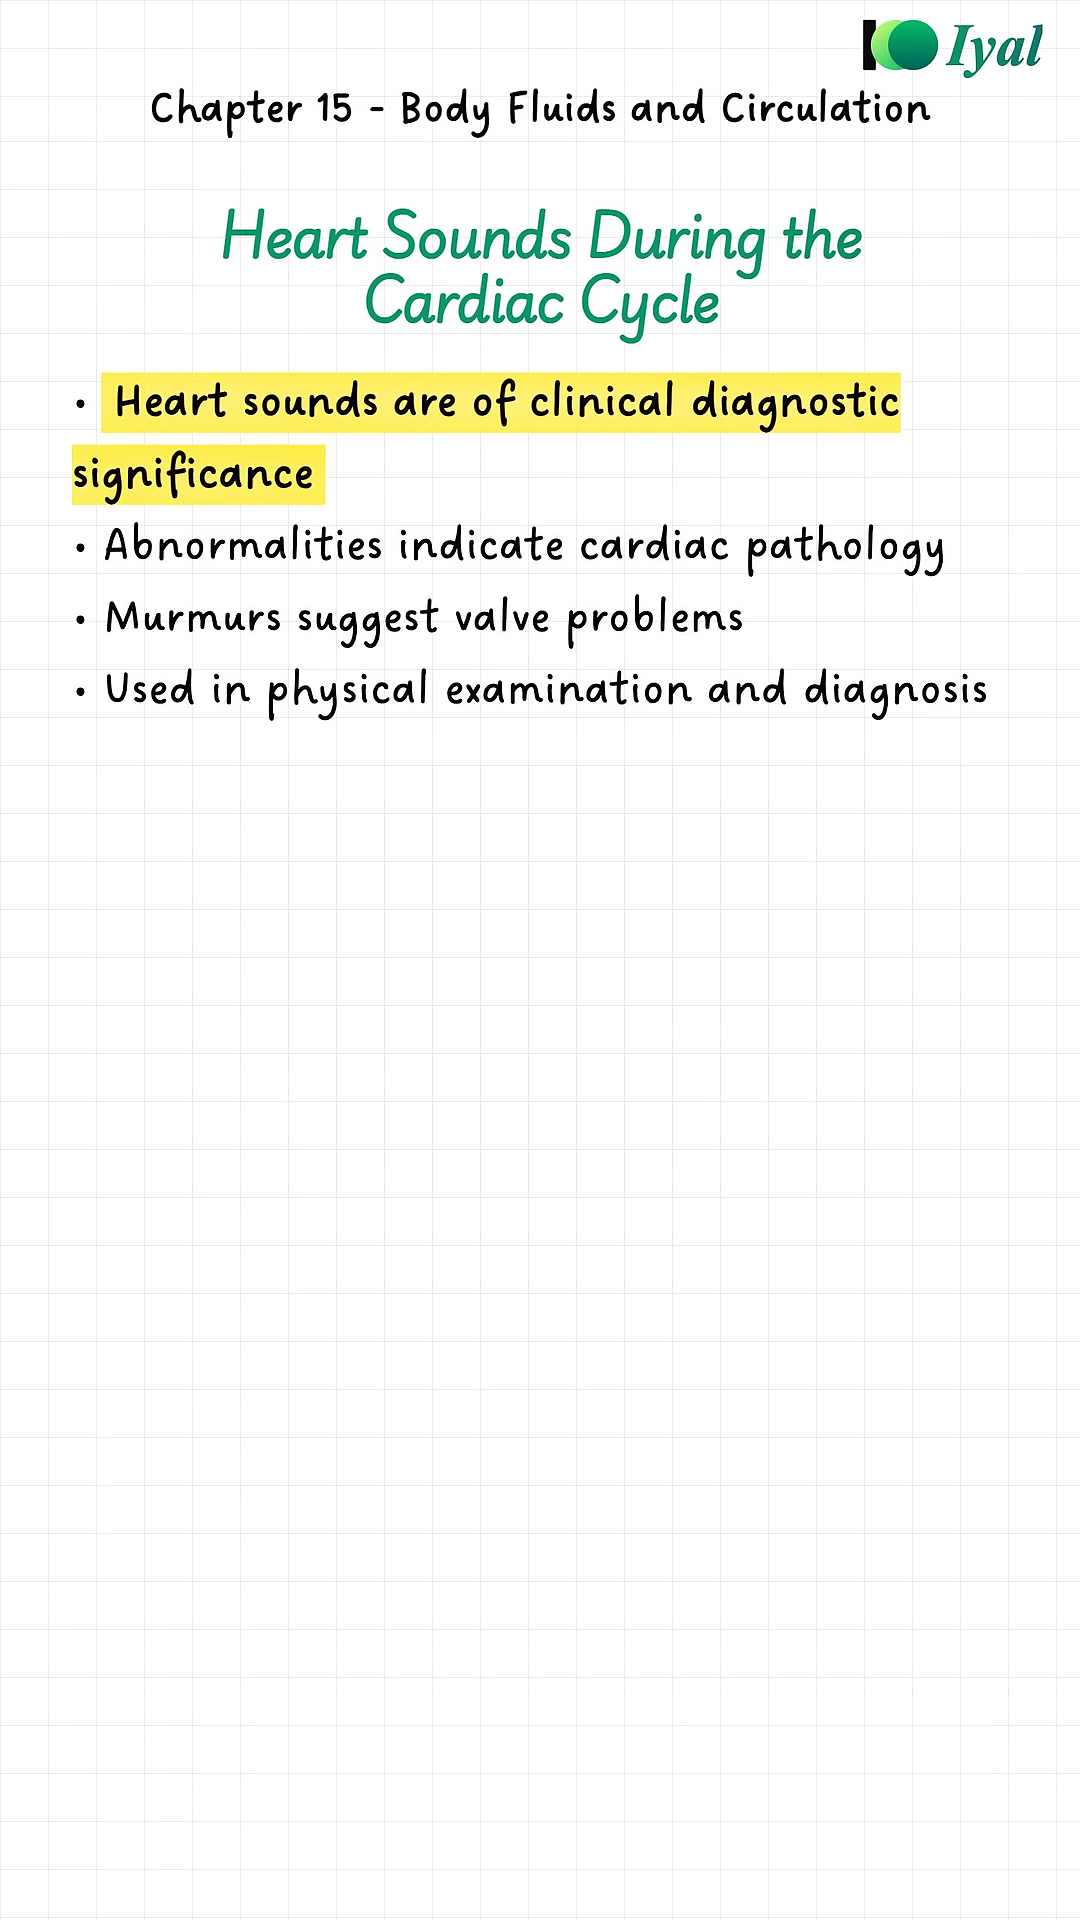 Iyal
Chapter 15 - Body Fluids and Circulation
Heart Sounds During the
Cardiac Cycle
• Heart sounds are of clinical diagnostic
significance
• Abnormalities indicate cardiac pathology
• Murmurs suggest valve problems
• Used in physical examination and diagnosis